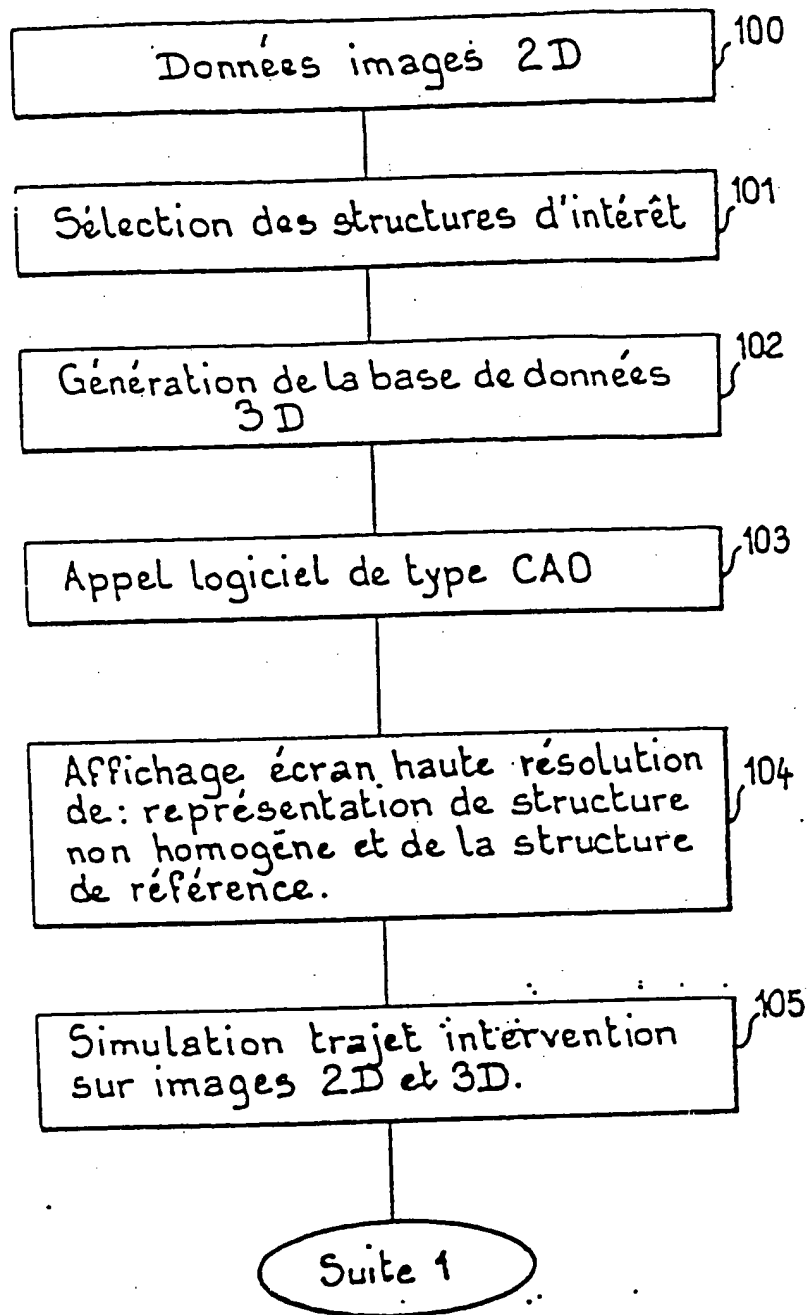 Données images 2D
100
Sélection des structures d'intérêt
101
Génération de la base de données
3D
102
Appel logiciel de type CAO
103
Affichage écran haute résolution
de: représentation de structure
non homogène et de la structure
de référence.
104
Simulation trajet intervention
sur images 2D et 3D.
105
Suite 1